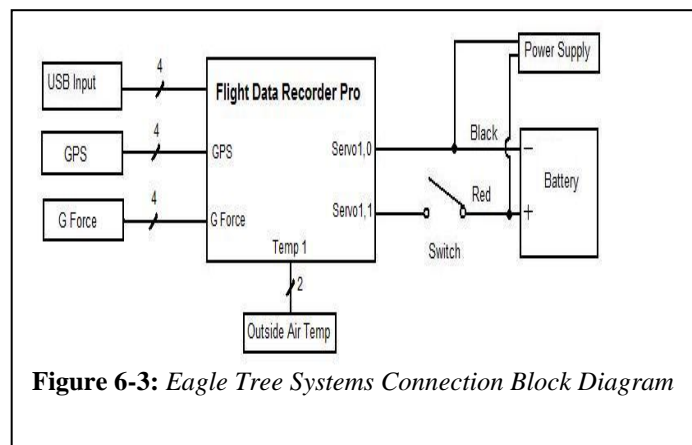 Power Supply
USB Input
4
Flight Data Recorder Pro
GPS
4
GPS
Servo1,0
Black
−
Battery
G Force
4
G Force
Servo1,1
Red
+
Switch
Temp 1
2
Outside Air Temp
Figure 6-3: Eagle Tree Systems Connection Block Diagram